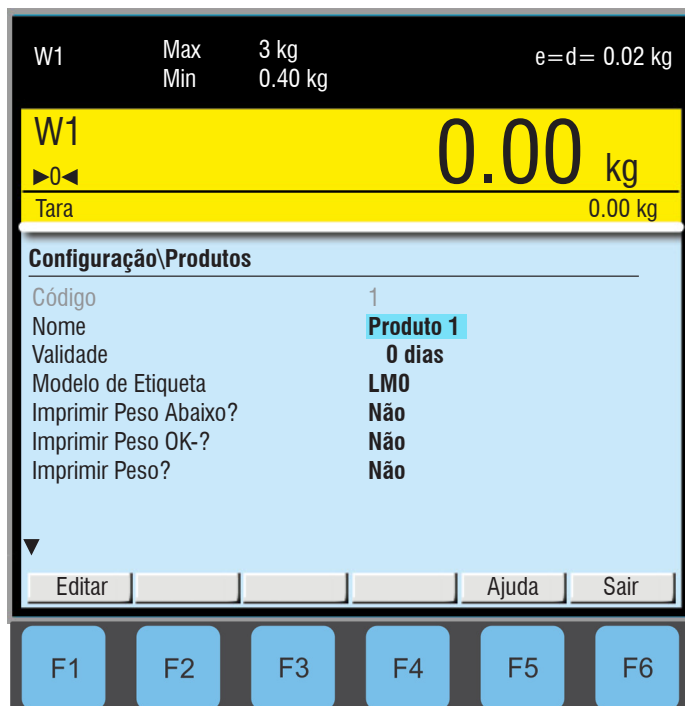 W1 Max 3 kg e=d= 0.02 kg
Min 0.40 kg
W1 0.00 kg
►0◄
Tara 0.00 kg
Configuração\Produtos
Código 1
Nome Produto 1
Validade 0 dias
Modelo de Etiqueta LM0
Imprimir Peso Abaixo? Não
Imprimir Peso OK-? Não
Imprimir Peso? Não
▼
Editar Ajuda Sair
F1 F2 F3 F4 F5 F6